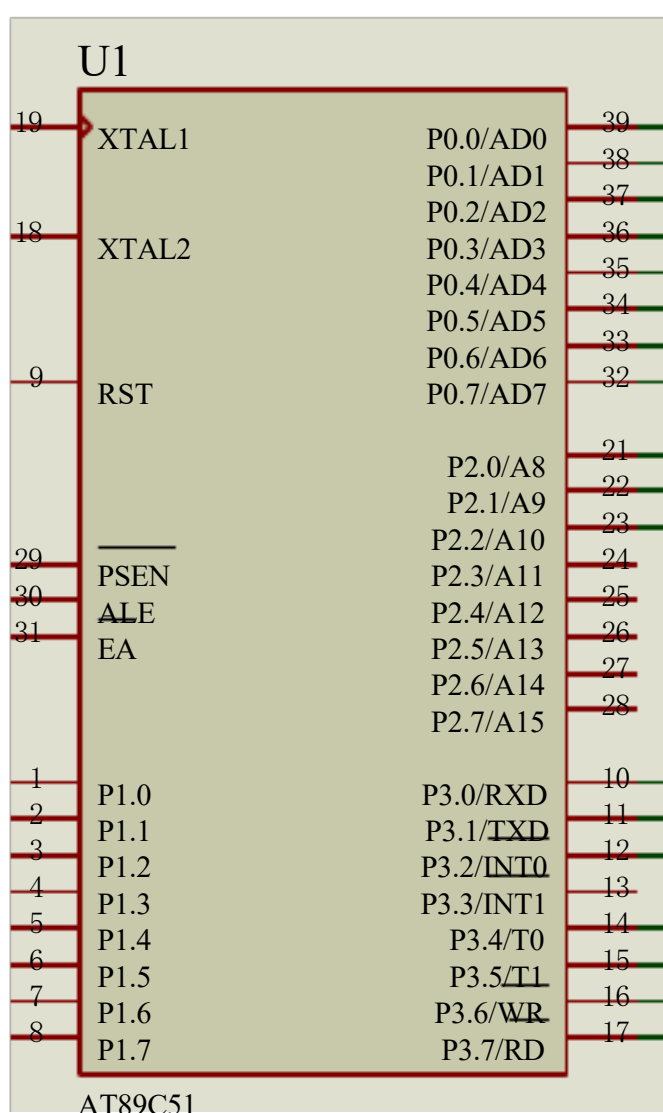 U1
19 XTAL1 P0.0/AD0 39
P0.1/AD1 38
P0.2/AD2 37
18 XTAL2 P0.3/AD3 36
P0.4/AD4 35
P0.5/AD5 34
P0.6/AD6 33
9 RST P0.7/AD7 32
P2.0/A8 21
P2.1/A9 22
P2.2/A10 23
29 PSEN P2.3/A11 24
30 ALE P2.4/A12 25
31 EA P2.5/A13 26
P2.6/A14 27
P2.7/A15 28
1 P1.0 P3.0/RXD 10
2 P1.1 P3.1/TXD 11
3 P1.2 P3.2/INT0 12
4 P1.3 P3.3/INT1 13
5 P1.4 P3.4/T0 14
6 P1.5 P3.5/T1 15
7 P1.6 P3.6/WR 16
8 P1.7 P3.7/RD 17
AT89C51